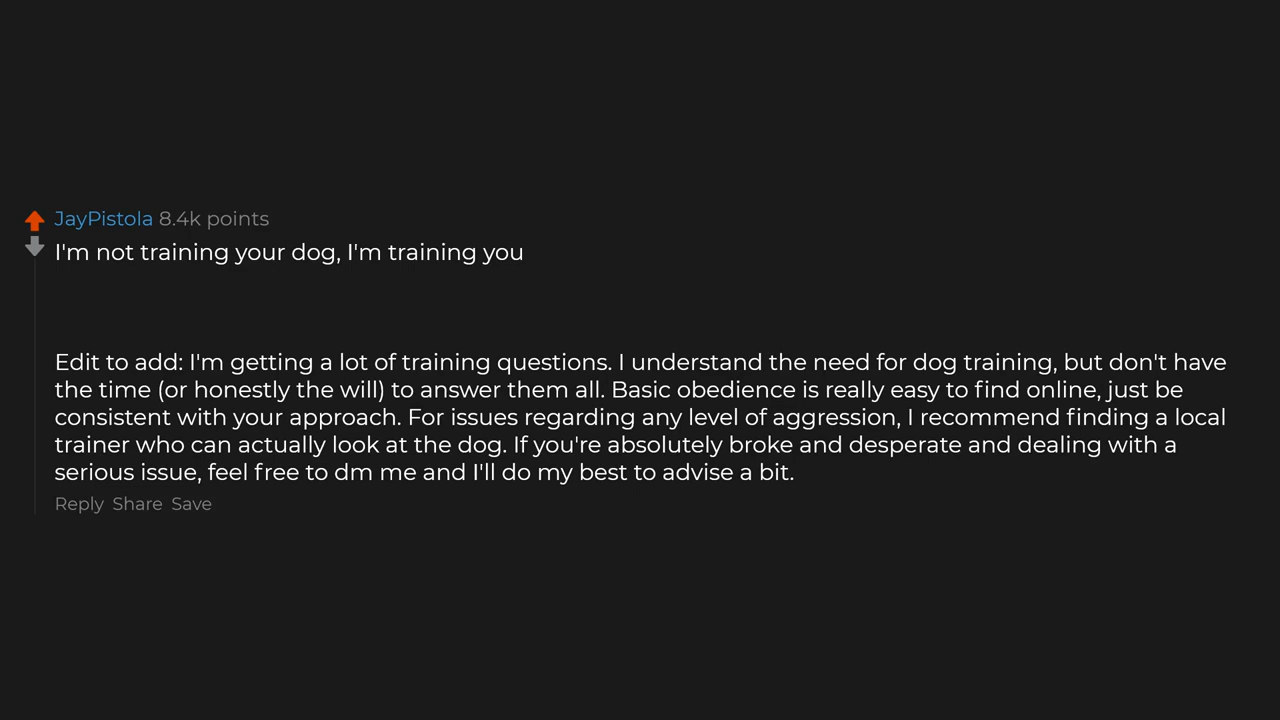 JayPistola 8.4k points
I'm not training your dog, I'm training you
Edit to add: I'm getting a lot of training questions. I understand the need for dog training, but don't have
the time (or honestly the will) to answer them all. Basic obedience is really easy to find online, just be
consistent with your approach. For issues regarding any level of aggression, I recommend finding a local
trainer who can actually look at the dog. If you're absolutely broke and desperate and dealing with a
serious issue, feel free to dm me and I'll do my best to advise a bit.
Reply Share Save